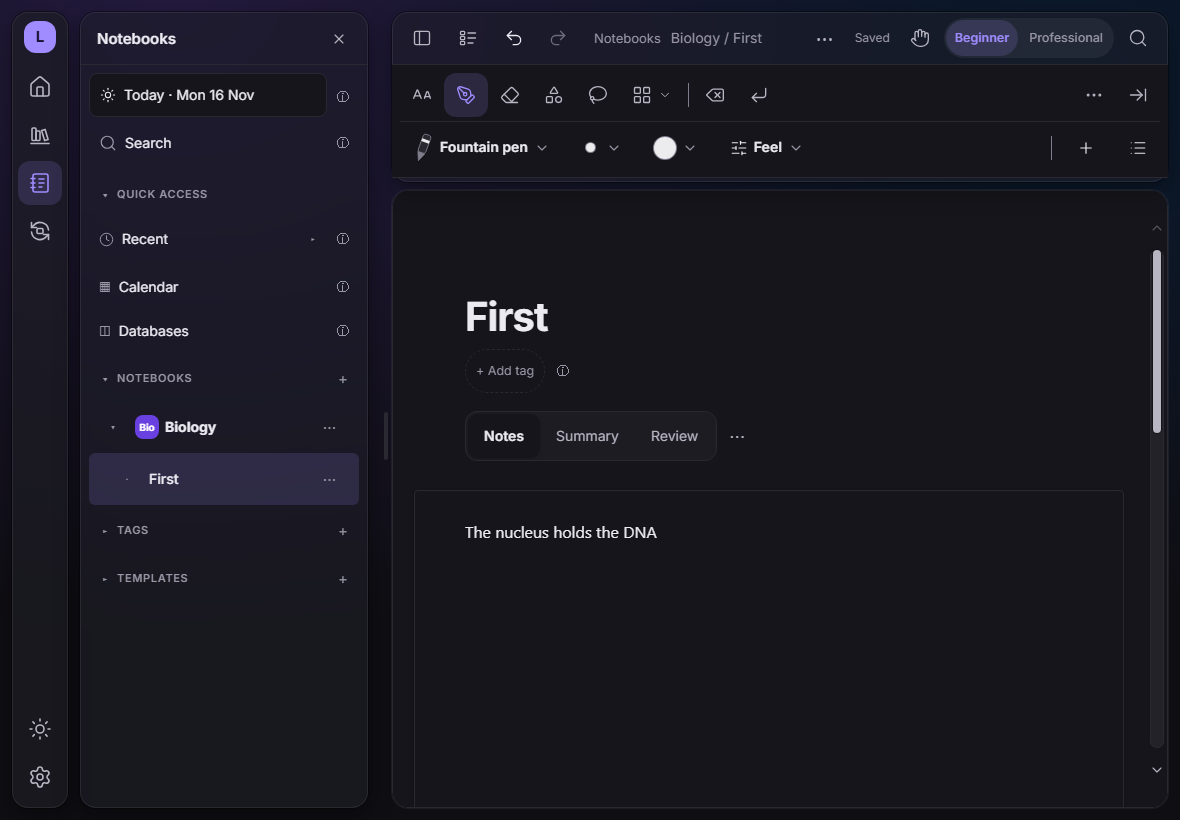 L
Notebooks
Today · Mon 16 Nov
Search
QUICK ACCESS
Recent
Calendar
Databases
NOTEBOOKS
Bio Biology
First
TAGS
TEMPLATES
Notebooks Biology / First
Saved
Beginner Professional
AA
Fountain pen
Feel
First
+ Add tag
Notes Summary Review
The nucleus holds the DNA